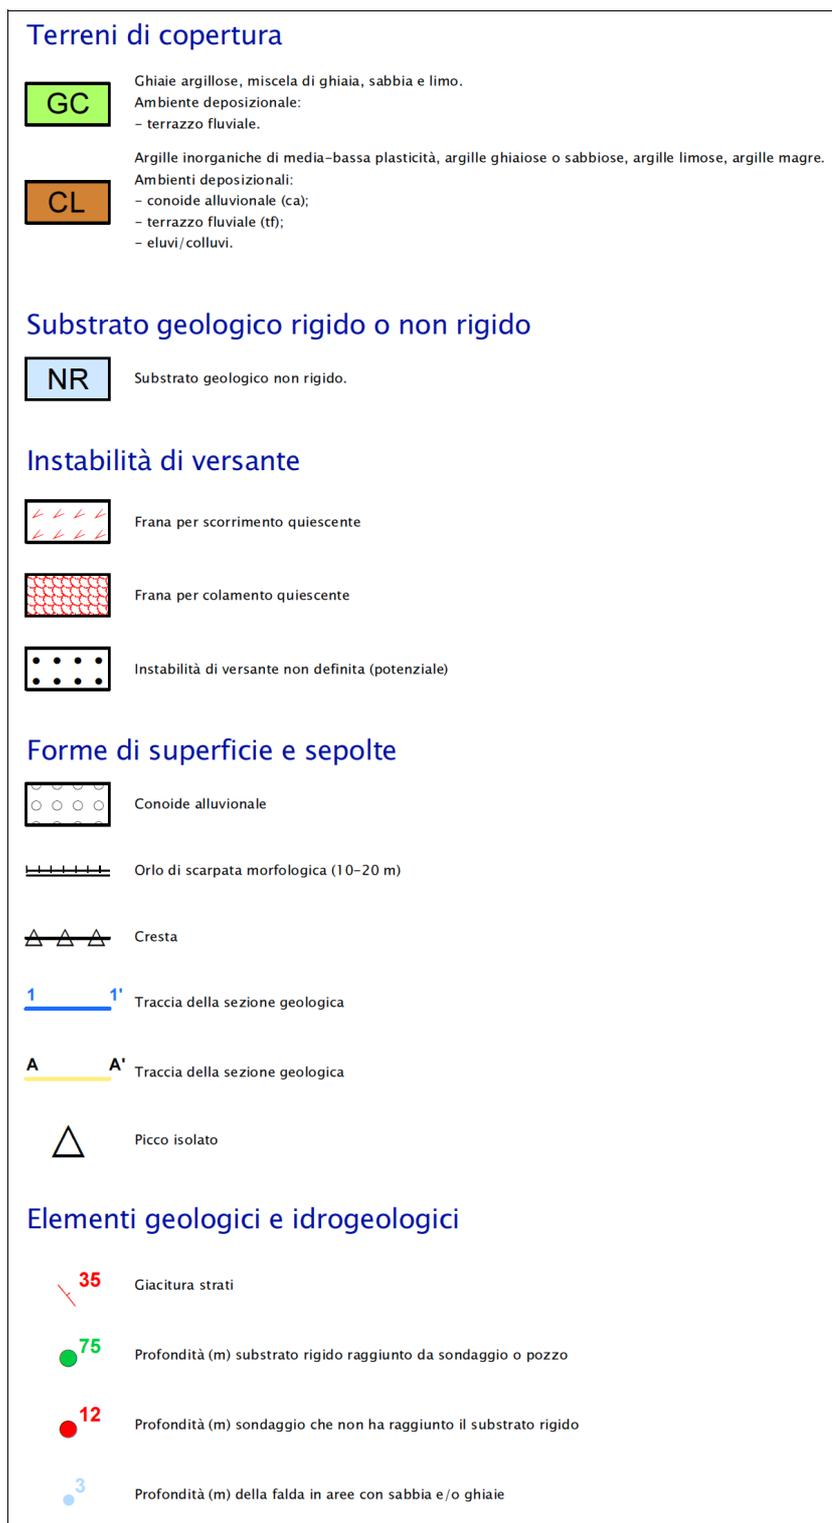 Terreni di copertura
GC
Ghiaie argillose, miscela di ghiaia, sabbia e limo.
Ambiente deposizionale:
- terrazzo fluviale.
CL
Argille inorganiche di media-bassa plasticità, argille ghiaiose o sabbiose, argille limose, argille magre.
Ambienti deposizionali:
- conoide alluvionale (ca);
- terrazzo fluviale (tf);
- eluvi/colluvi.
Substrato geologico rigido o non rigido
NR
Substrato geologico non rigido.
Instabilità di versante
Frana per scorrimento quiescente
Frana per colamento quiescente
Instabilità di versante non definita (potenziale)
Forme di superficie e sepolte
Conoide alluvionale
Orlo di scarpata morfologica (10-20 m)
Cresta
1 1' Traccia della sezione geologica
A A' Traccia della sezione geologica
Picco isolato
Elementi geologici e idrogeologici
35 Giacitura strati
75 Profondità (m) substrato rigido raggiunto da sondaggio o pozzo
12 Profondità (m) sondaggio che non ha raggiunto il substrato rigido
3 Profondità (m) della falda in aree con sabbia e/o ghiaie